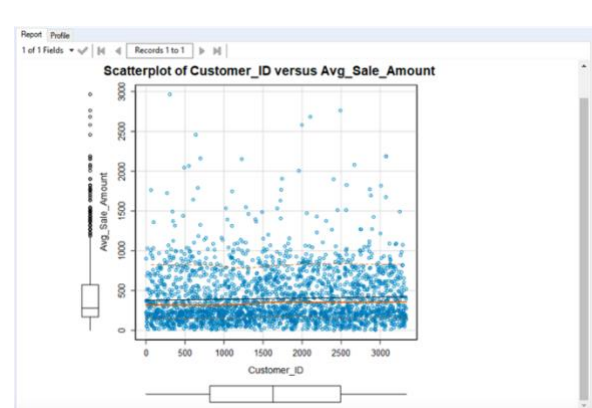 Report Profile
1 of 1 Fields Records 1 to 1
Scatterplot of Customer_ID versus Avg_Sale_Amount
3000
2500
2000
1500
1000
500
0
Avg_Sale_Amount
0 500 1000 1500 2000 2500 3000
Customer_ID